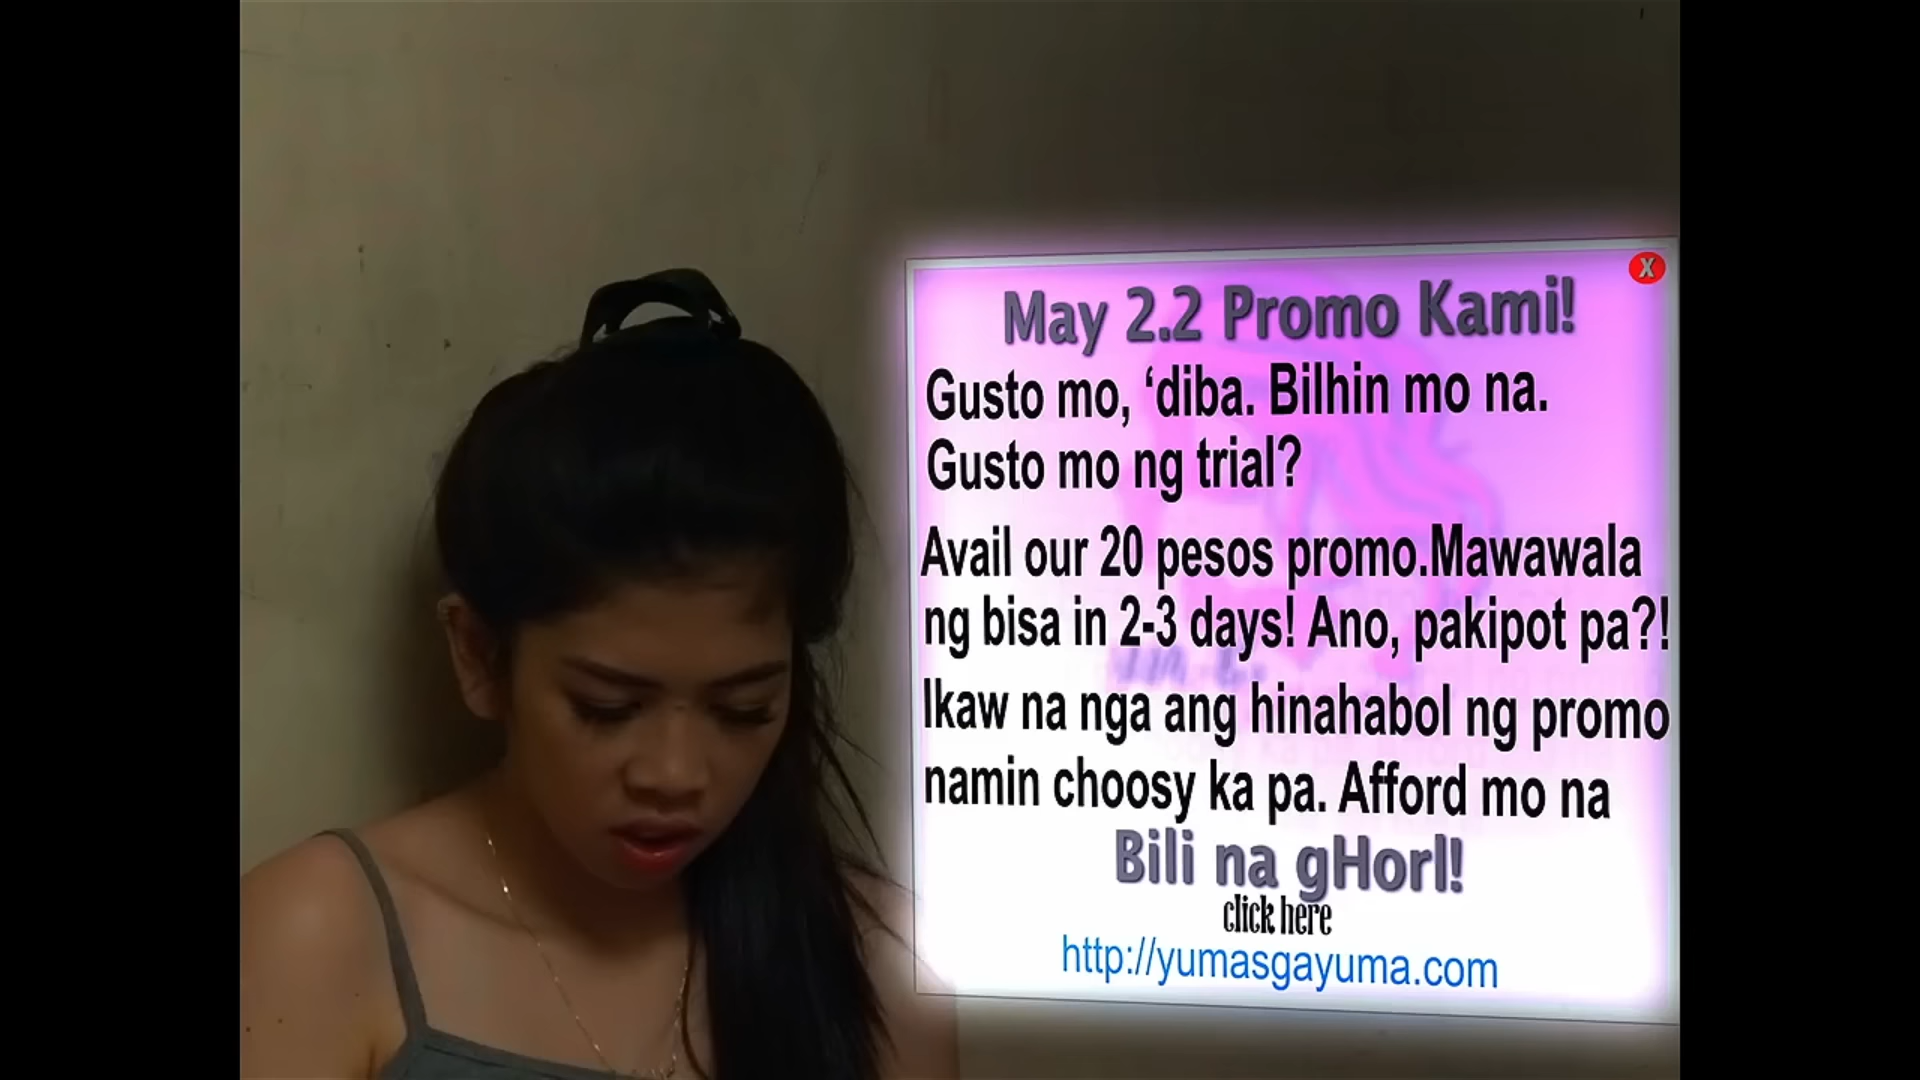 X
May 2.2 Promo Kami!
Gusto mo, ‘diba. Bilhin mo na.
Gusto mo ng trial?
Avail our 20 pesos promo.Mawawala
ng bisa in 2-3 days! Ano, pakipot pa?!
Ikaw na nga ang hinahabol ng promo
namin choosy ka pa. Afford mo na
Bili na gHorl!
click here
http://yumasgayuma.com